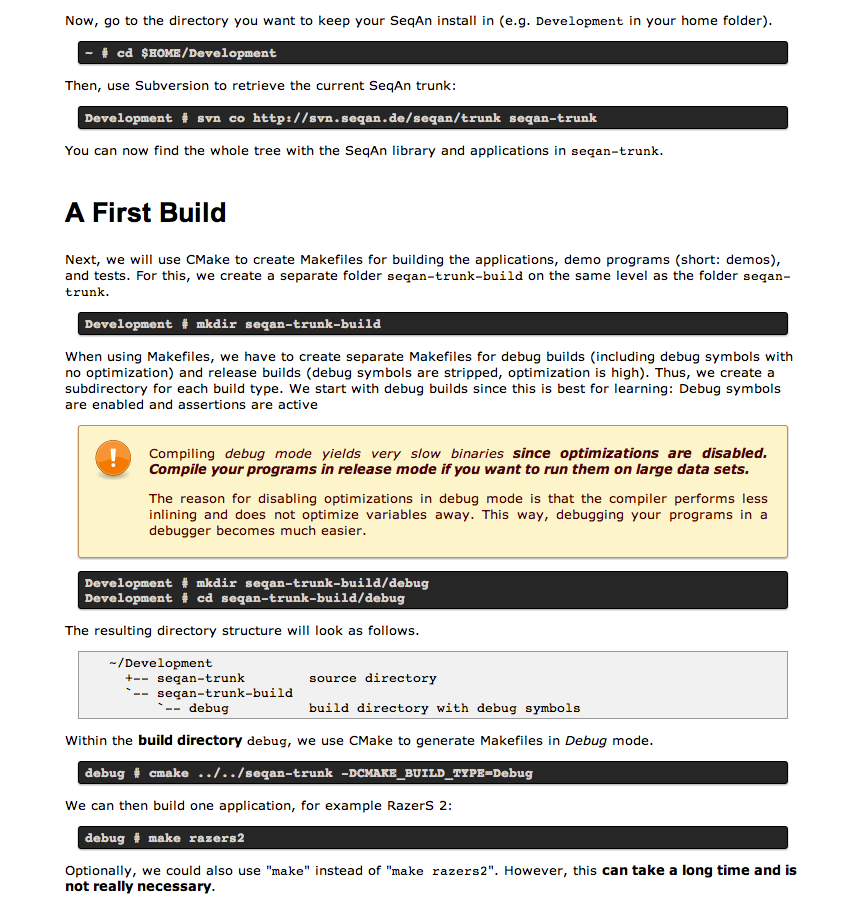 Now, go to the directory you want to keep your SeqAn install in (e.g. Development in your home folder).
~ # cd $HOME/Development
Then, use Subversion to retrieve the current SeqAn trunk:
Development # svn co http://svn.seqan.de/seqan/trunk seqan-trunk
You can now find the whole tree with the SeqAn library and applications in seqan-trunk.
A First Build
Next, we will use CMake to create Makefiles for building the applications, demo programs (short: demos),
and tests. For this, we create a separate folder seqan-trunk-build on the same level as the folder seqan-
trunk.
Development # mkdir seqan-trunk-build
When using Makefiles, we have to create separate Makefiles for debug builds (including debug symbols with
no optimization) and release builds (debug symbols are stripped, optimization is high). Thus, we create a
subdirectory for each build type. We start with debug builds since this is best for learning: Debug symbols
are enabled and assertions are active
Compiling debug mode yields very slow binaries since optimizations are disabled.
Compile your programs in release mode if you want to run them on large data sets.
The reason for disabling optimizations in debug mode is that the compiler performs less
inlining and does not optimize variables away. This way, debugging your programs in a
debugger becomes much easier.
Development # mkdir seqan-trunk-build/debug
Development # cd seqan-trunk-build/debug
The resulting directory structure will look as follows.
~/Development
+-- seqan-trunk source directory
`-- seqan-trunk-build
`-- debug build directory with debug symbols
Within the build directory debug, we use CMake to generate Makefiles in Debug mode.
debug # cmake ../../seqan-trunk -DCMAKE_BUILD_TYPE=Debug
We can then build one application, for example RazerS 2:
debug # make razers2
Optionally, we could also use "make" instead of "make razers2". However, this can take a long time and is
not really necessary.